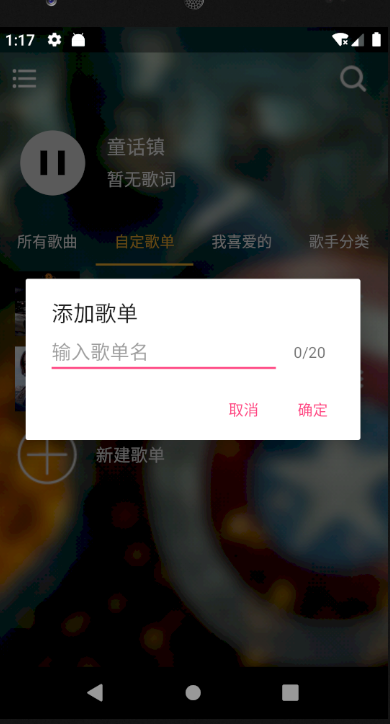 1:17
童话镇
暂无歌词
所有歌曲 自定歌单 我喜爱的 歌手分类
添加歌单
输入歌单名 0/20
取消 确定
新建歌单